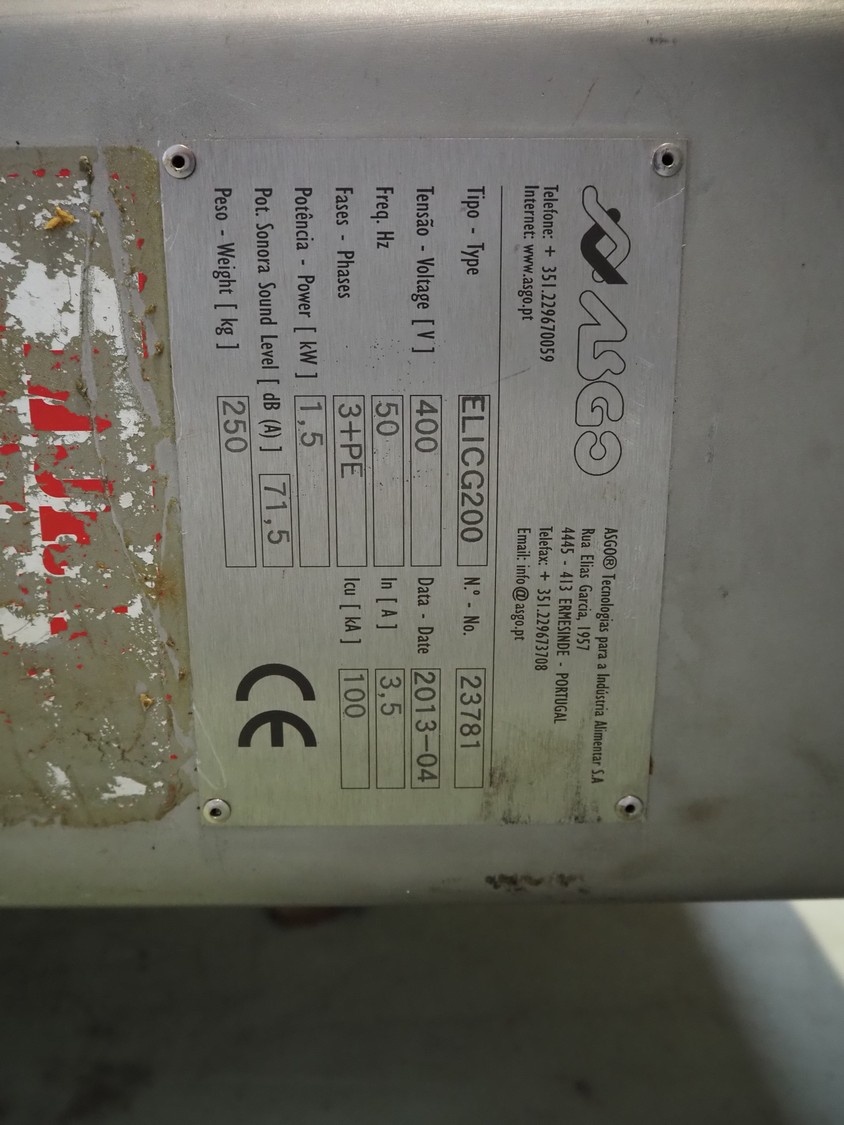 ASGO
ASGO® Tecnologias para a Indústria Alimentar S.A
Rua Elias Garcia, 1957
4445 - 413 ERMESINDE - PORTUGAL
Telefone: + 351.229670059 Telefax: + 351.229673708
Internet: www.asgo.pt Email: info@asgo.pt
Tipo - Type ELICG200 N.º - No. 23781
Tensão - Voltage [ V ] 400 Data - Date 2013-04
Freq. Hz 50 In [ A ] 3,5
Fases - Phases 3+PE Icu [ kA ] 100
Potência - Power [ kW ] 1,5
Pot. Sonora Sound Level [ dB (A) ] 71,5
Peso - Weight [ kg ] 250
CE